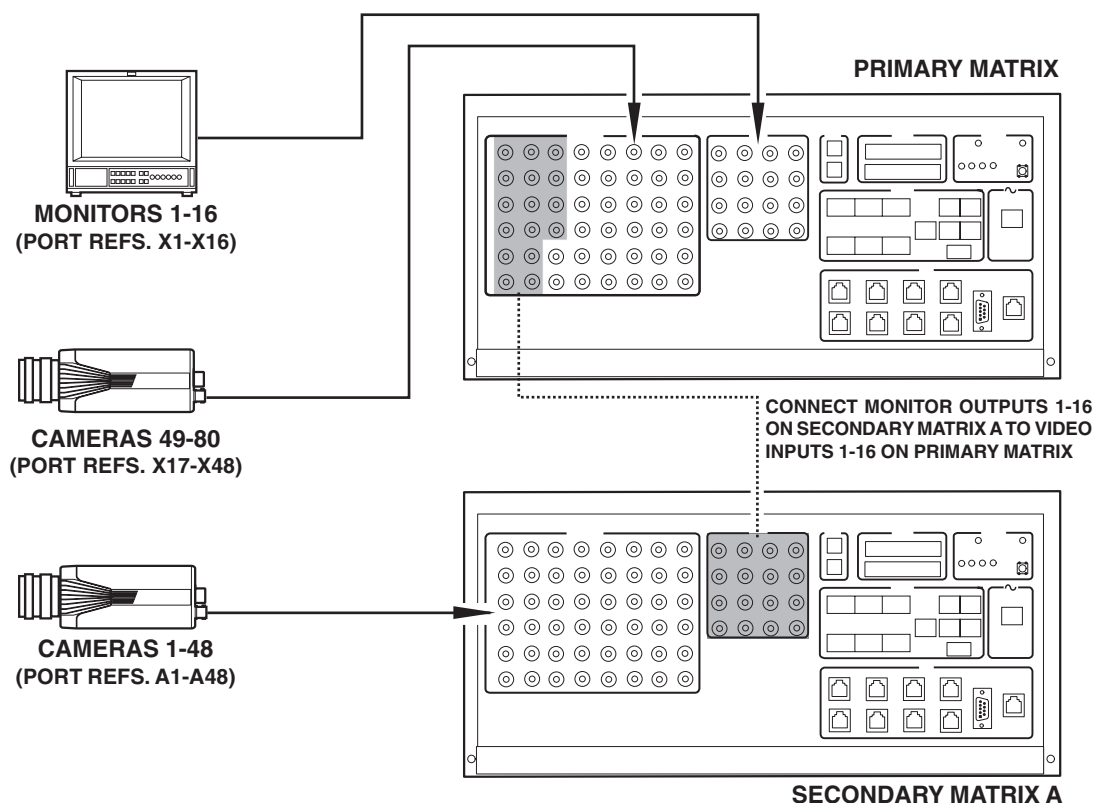 PRIMARY MATRIX
MONITORS 1-16
(PORT REFS. X1-X16)
CAMERAS 49-80
(PORT REFS. X17-X48)
CONNECT MONITOR OUTPUTS 1-16
ON SECONDARY MATRIX A TO VIDEO
INPUTS 1-16 ON PRIMARY MATRIX
CAMERAS 1-48
(PORT REFS. A1-A48)
SECONDARY MATRIX A